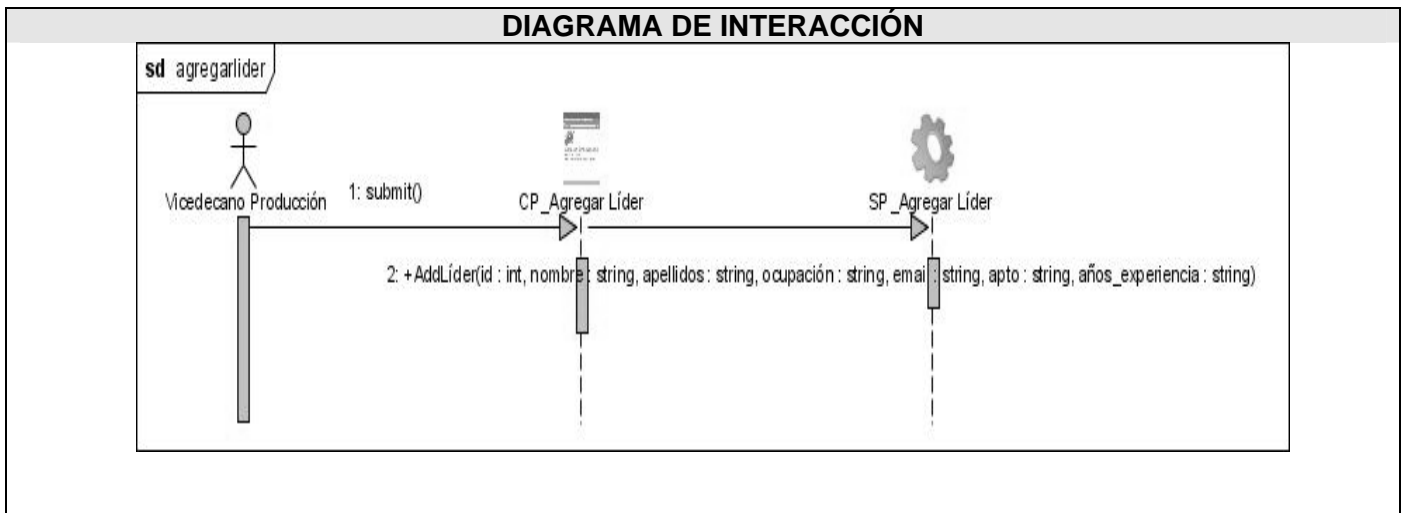 DIAGRAMA DE INTERACCIÓN
sd agregarlider
Vicedecano Producción
1: submit()
CP_Agregar Líder
SP_Agregar Líder
2: +AddLíder(id : int, nombre : string, apellidos : string, ocupación : string, email : string, apto : string, años_experiencia : string)